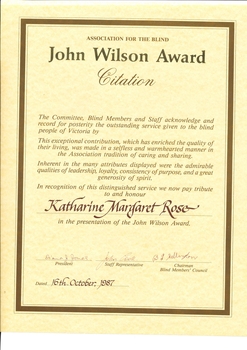 ASSOCIATION FOR THE BLIND
John Wilson Award
Citation
The Committee, Blind Members and Staff acknowledge and
record for posterity the outstanding service given to the blind
people of Victoria by
This exceptional contribution, which has enriched the quality of
their living, was made in a selfless and warmhearted manner in
the Association tradition of caring and sharing.
Inherent in the many attributes displayed were the admirable
qualities of leadership, loyalty, consistency of purpose, and a great
generosity of spirit.
In recognition of this distinguished service we now pay tribute
to and honour
Katharine Margaret Rose
in the presentation of the John Wilson Award.
President Staff Representative Chairman
Blind Members' Council
Dated 16th October, 1987